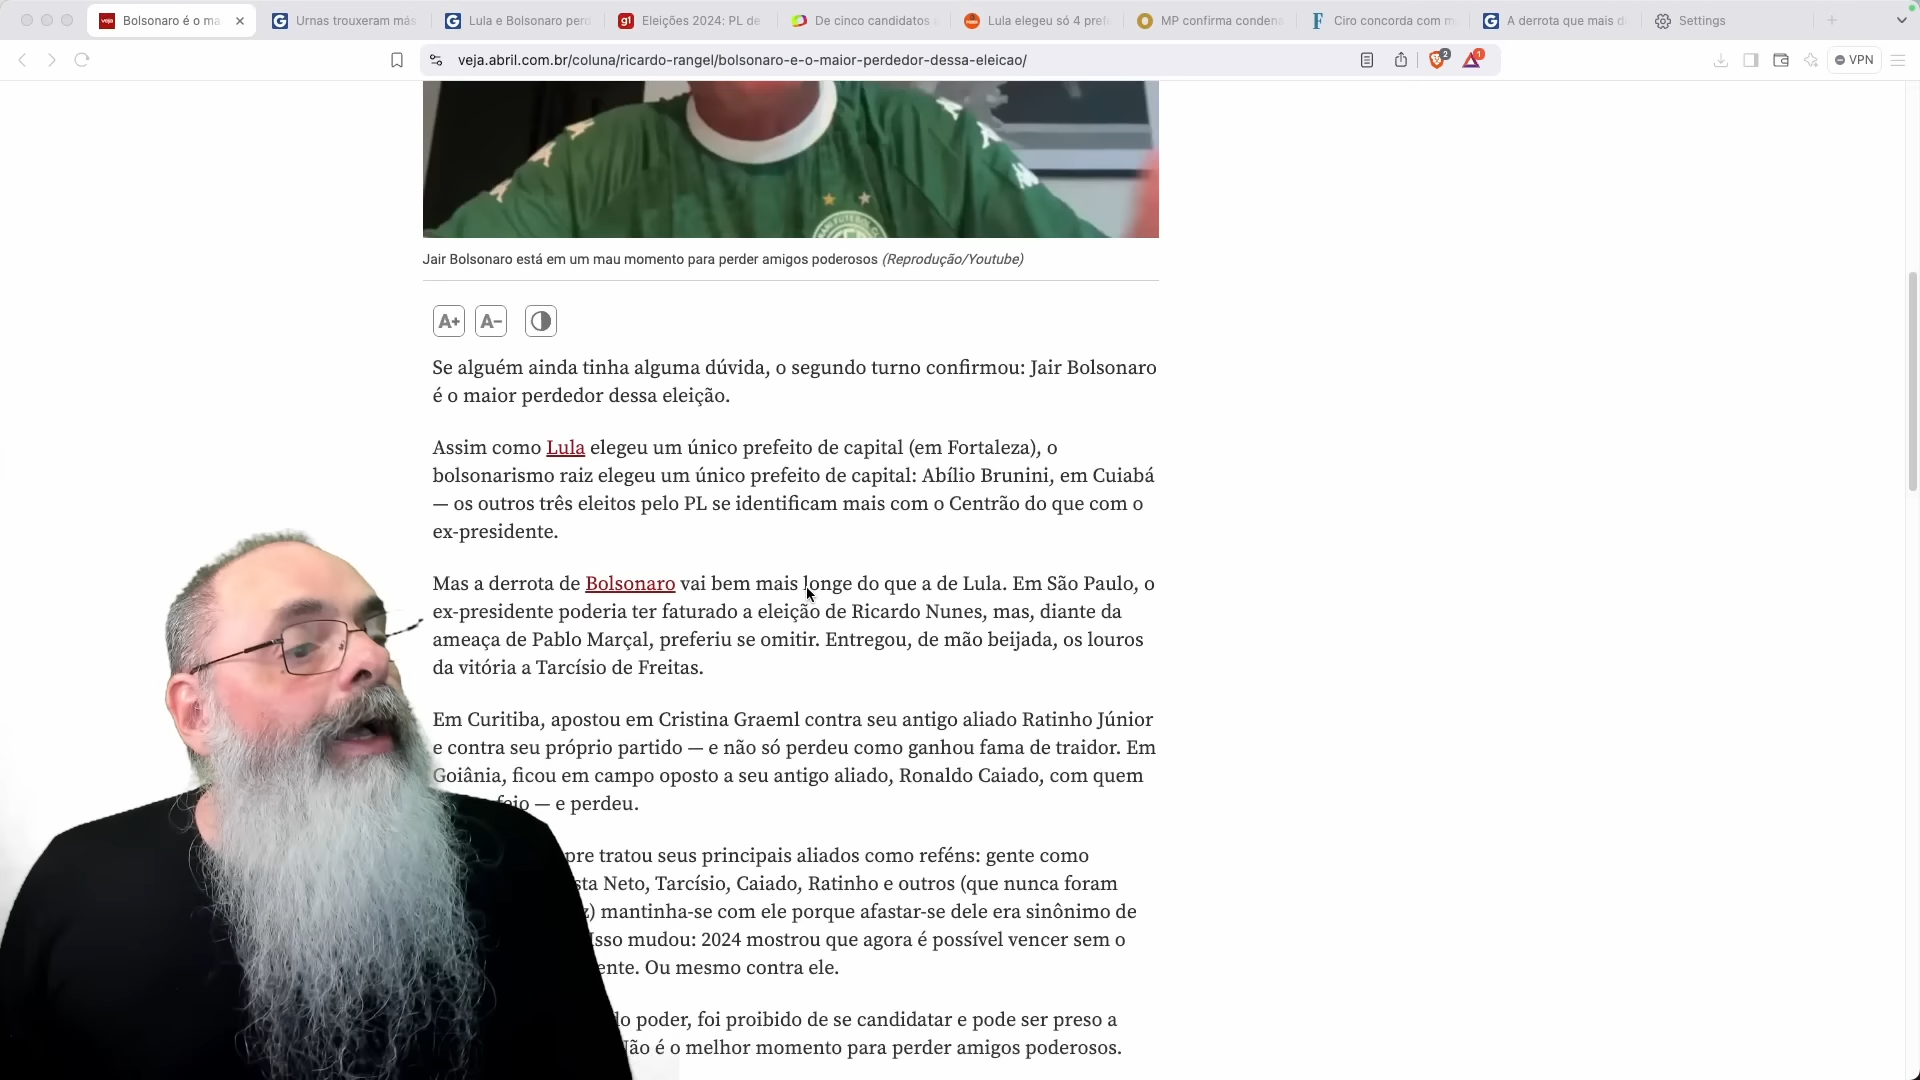 Bolsonaro é o ma
Urnas trouxeram más
Lula e Bolsonaro perd
Eleições 2024: PL de
De cinco candidatos
Lula elegeu só 4 pref
MP confirma condena
Ciro concorda com m
A derrota que mais d
Settings
veja.abril.com.br/coluna/ricardo-rangel/bolsonaro-e-o-maior-perdedor-dessa-eleicao/
2
1
VPN
Jair Bolsonaro está em um mau momento para perder amigos poderosos (Reprodução/Youtube)
A+ A−
Se alguém ainda tinha alguma dúvida, o segundo turno confirmou: Jair Bolsonaro
é o maior perdedor dessa eleição.
Assim como Lula elegeu um único prefeito de capital (em Fortaleza), o
bolsonarismo raiz elegeu um único prefeito de capital: Abílio Brunini, em Cuiabá
— os outros três eleitos pelo PL se identificam mais com o Centrão do que com o
ex-presidente.
Mas a derrota de Bolsonaro vai bem mais longe do que a de Lula. Em São Paulo, o
ex-presidente poderia ter faturado a eleição de Ricardo Nunes, mas, diante da
ameaça de Pablo Marçal, preferiu se omitir. Entregou, de mão beijada, os louros
da vitória a Tarcísio de Freitas.
Em Curitiba, apostou em Cristina Graeml contra seu antigo aliado Ratinho Júnior
e contra seu próprio partido — e não só perdeu como ganhou fama de traidor. Em
Goiânia, ficou em campo oposto a seu antigo aliado, Ronaldo Caiado, com quem
feio — e perdeu.
pre tratou seus principais aliados como reféns: gente como
sta Neto, Tarcísio, Caiado, Ratinho e outros (que nunca foram
z) mantinha-se com ele porque afastar-se dele era sinônimo de
Isso mudou: 2024 mostrou que agora é possível vencer sem o
ente. Ou mesmo contra ele.
lo poder, foi proibido de se candidatar e pode ser preso a
Não é o melhor momento para perder amigos poderosos.